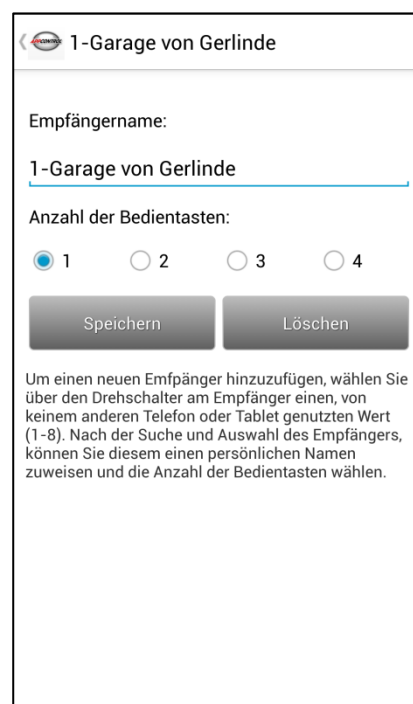 1-Garage von Gerlinde
Empfängername:
1-Garage von Gerlinde
Anzahl der Bedientasten:
1 2 3 4
Speichern Löschen
Um einen neuen Emfpänger hinzuzufügen, wählen Sie
über den Drehschalter am Empfänger einen, von
keinem anderen Telefon oder Tablet genutzten Wert
(1-8). Nach der Suche und Auswahl des Empfängers,
können Sie diesem einen persönlichen Namen
zuweisen und die Anzahl der Bedientasten wählen.